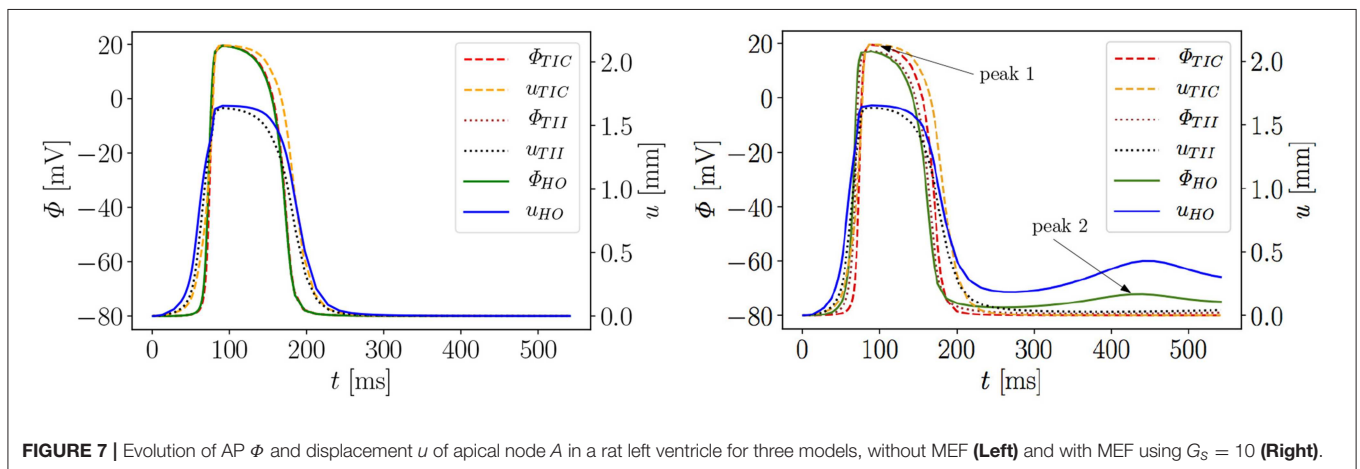 20
0
−20
−40
−60
−80
Φ [mV]
0 100 200 300 400 500
t [ms]
2.0
1.5
1.0
0.5
0.0
u [mm]
Φ_TIC
u_TIC
Φ_TII
u_TII
Φ_HO
u_HO
20
0
−20
−40
−60
−80
Φ [mV]
0 100 200 300 400 500
t [ms]
2.0
1.5
1.0
0.5
0.0
u [mm]
peak 1
peak 2
Φ_TIC
u_TIC
Φ_TII
u_TII
Φ_HO
u_HO
FIGURE 7 | Evolution of AP Φ and displacement u of apical node A in a rat left ventricle for three models, without MEF (Left) and with MEF using G_S = 10 (Right).